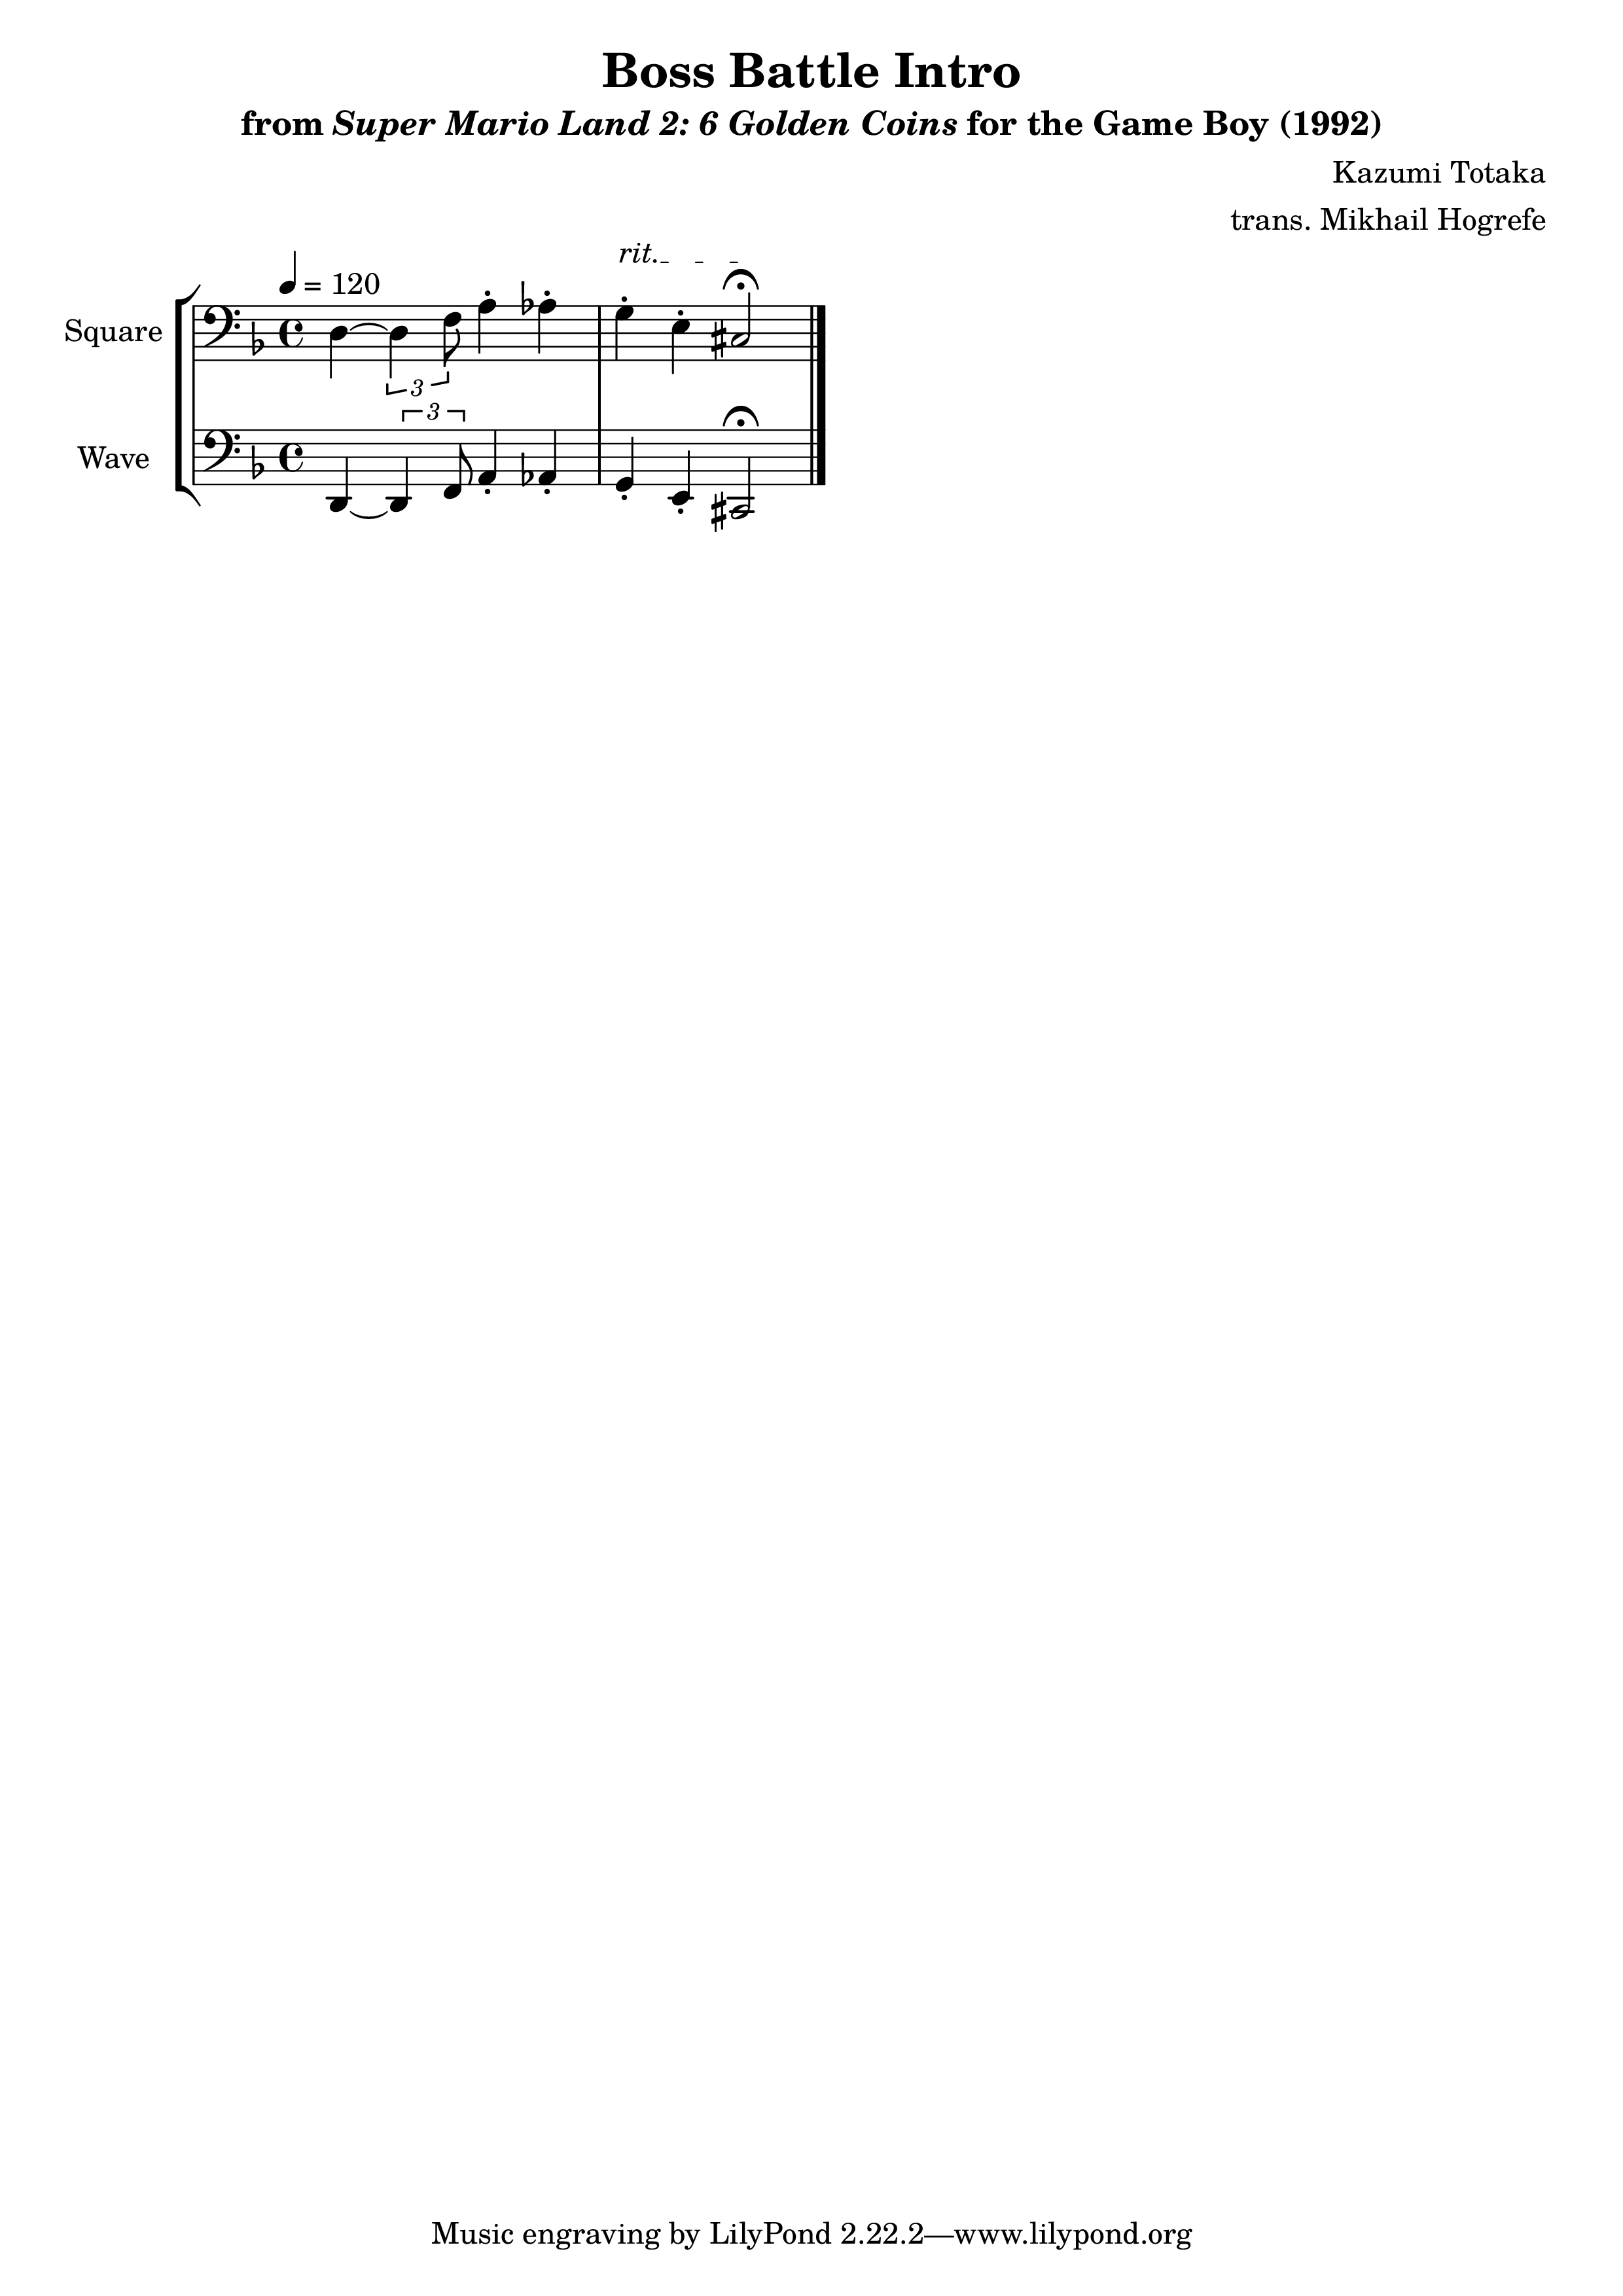 Boss Battle Intro
from Super Mario Land 2: 6 Golden Coins for the Game Boy (1992)
Kazumi Totaka
trans. Mikhail Hogrefe
rit.
= 120
Square
3
3
Wave
Music engraving by LilyPond 2.22.2—www.lilypond.org